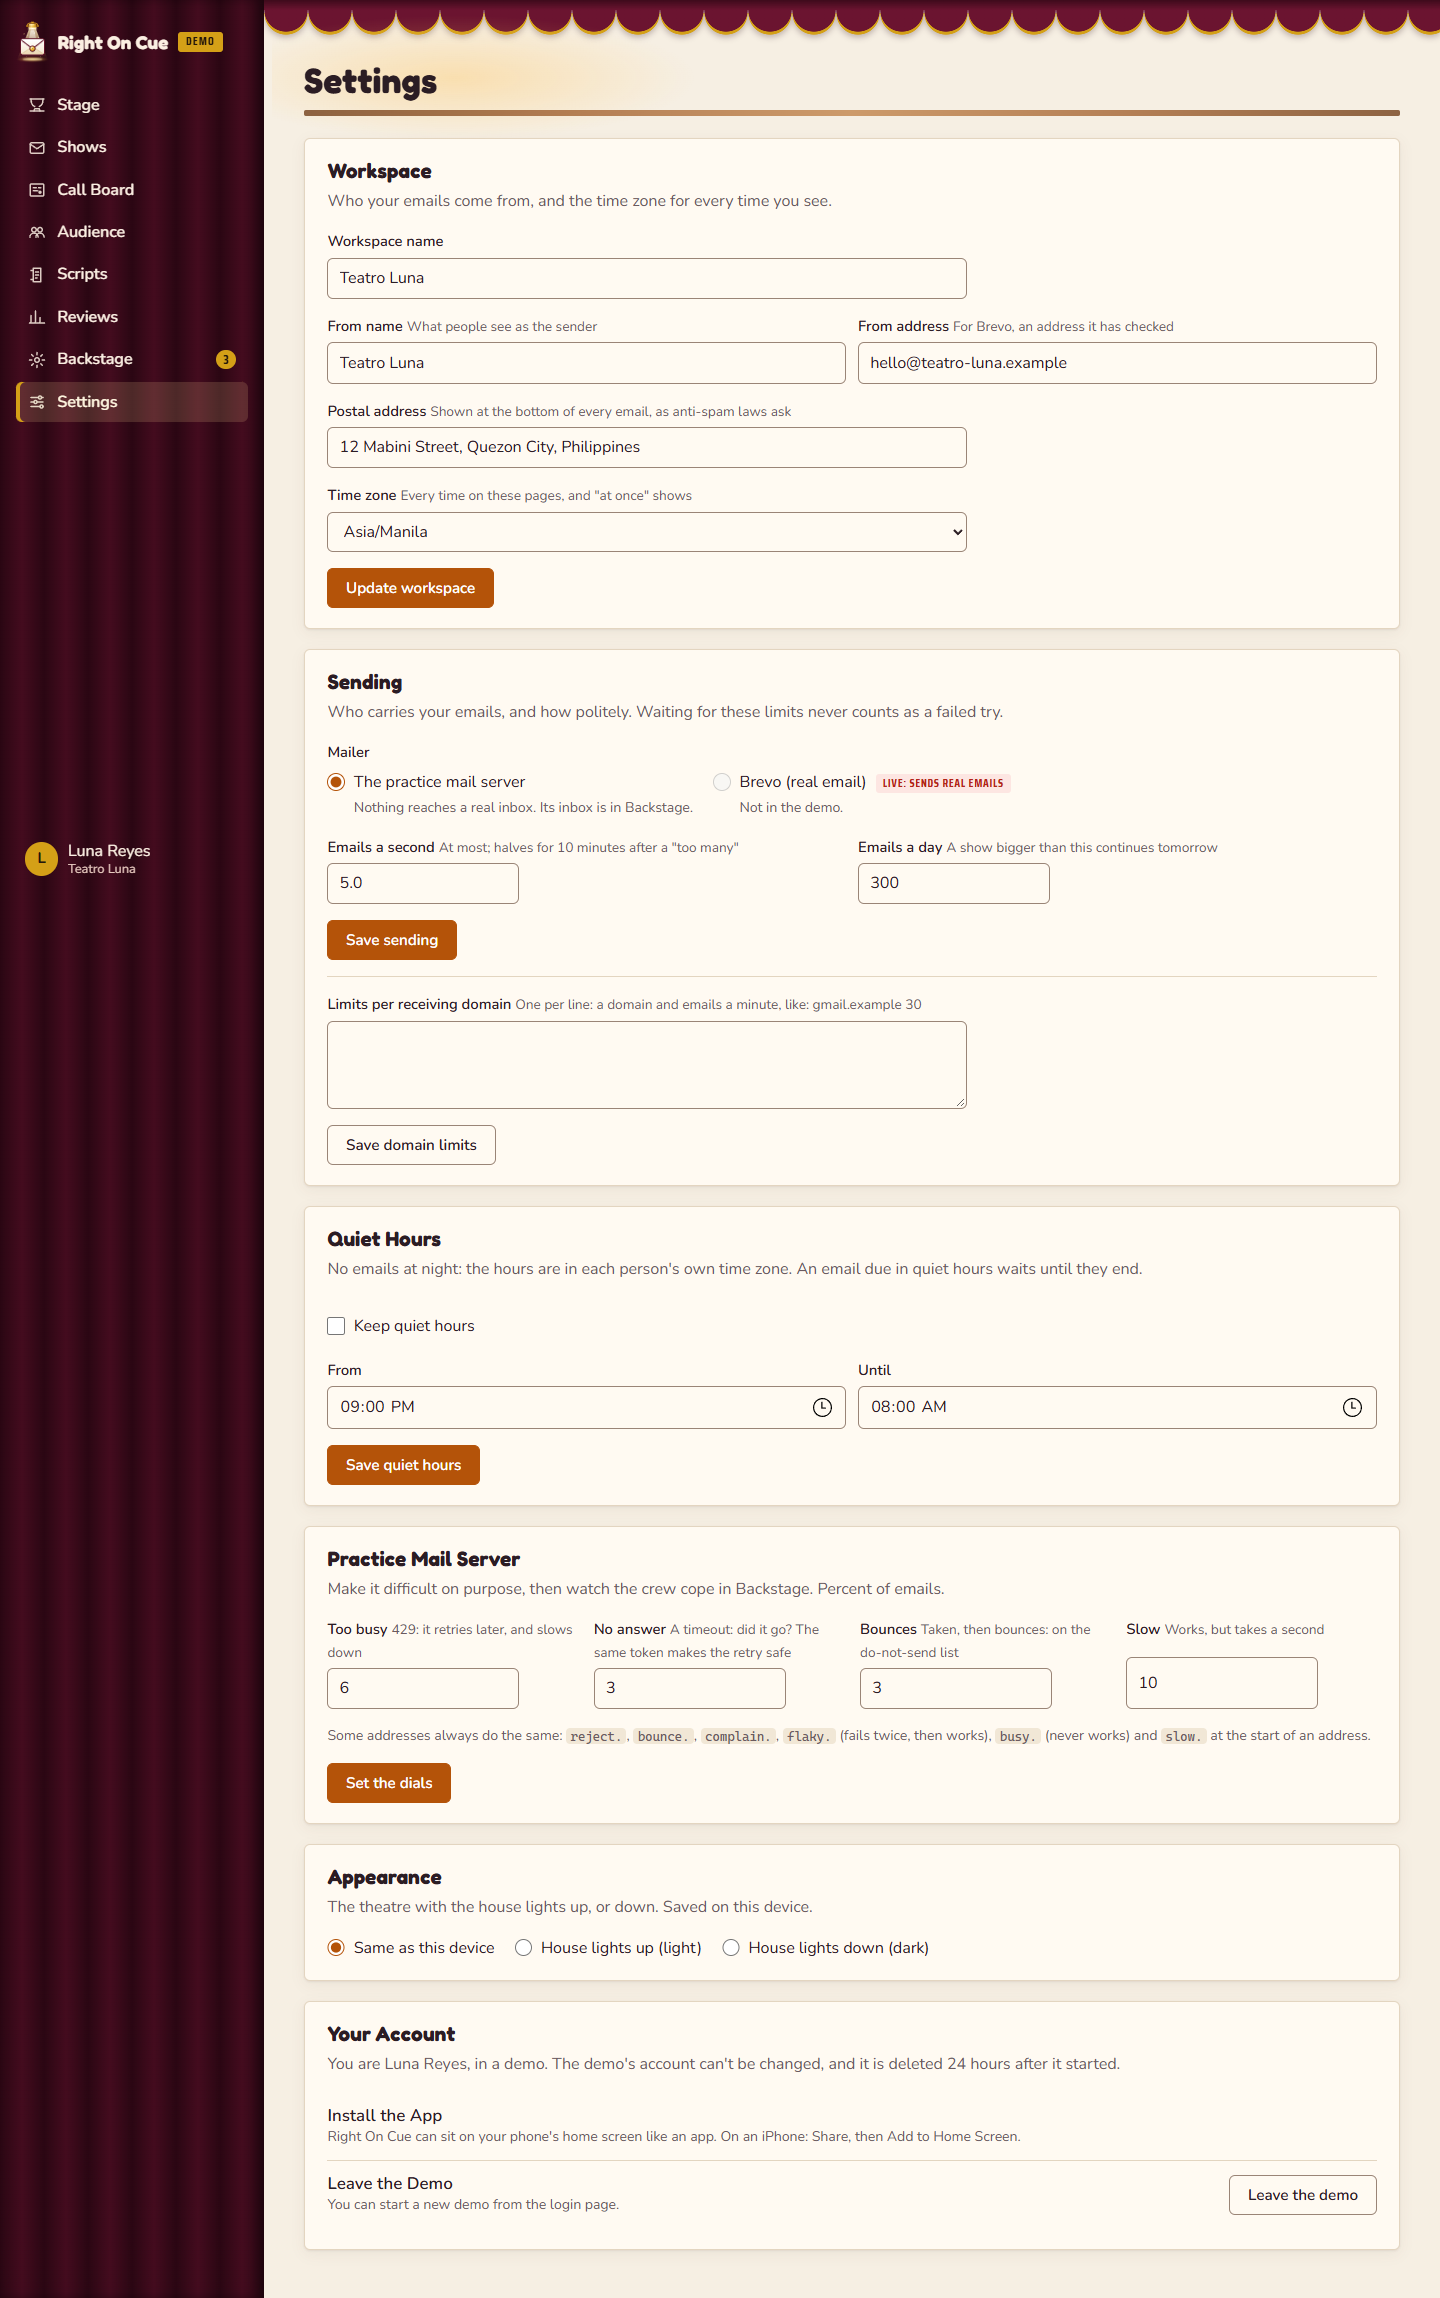 Right On Cue DEMO
Stage
Shows
Call Board
Audience
Scripts
Reviews
Backstage 3
Settings
L
Luna Reyes
Teatro Luna
Settings
Workspace
Who your emails come from, and the time zone for every time you see.
Workspace name
Teatro Luna
From name What people see as the sender
Teatro Luna
From address For Brevo, an address it has checked
hello@teatro-luna.example
Postal address Shown at the bottom of every email, as anti-spam laws ask
12 Mabini Street, Quezon City, Philippines
Time zone Every time on these pages, and "at once" shows
Asia/Manila
Update workspace
Sending
Who carries your emails, and how politely. Waiting for these limits never counts as a failed try.
Mailer
The practice mail server
Nothing reaches a real inbox. Its inbox is in Backstage.
Brevo (real email) LIVE: SENDS REAL EMAILS
Not in the demo.
Emails a second At most; halves for 10 minutes after a "too many"
5.0
Emails a day A show bigger than this continues tomorrow
300
Save sending
Limits per receiving domain One per line: a domain and emails a minute, like: gmail.example 30
Save domain limits
Quiet Hours
No emails at night: the hours are in each person's own time zone. An email due in quiet hours waits until they end.
Keep quiet hours
From
09:00 PM
Until
08:00 AM
Save quiet hours
Practice Mail Server
Make it difficult on purpose, then watch the crew cope in Backstage. Percent of emails.
Too busy 429: it retries later, and slows
down
6
No answer A timeout: did it go? The
same token makes the retry safe
3
Bounces Taken, then bounces: on the
do-not-send list
3
Slow Works, but takes a second
10
Some addresses always do the same: reject. , bounce. , complain. , flaky. (fails twice, then works), busy. (never works) and slow. at the start of an address.
Set the dials
Appearance
The theatre with the house lights up, or down. Saved on this device.
Same as this device
House lights up (light)
House lights down (dark)
Your Account
You are Luna Reyes, in a demo. The demo's account can't be changed, and it is deleted 24 hours after it started.
Install the App
Right On Cue can sit on your phone's home screen like an app. On an iPhone: Share, then Add to Home Screen.
Leave the Demo
You can start a new demo from the login page.
Leave the demo